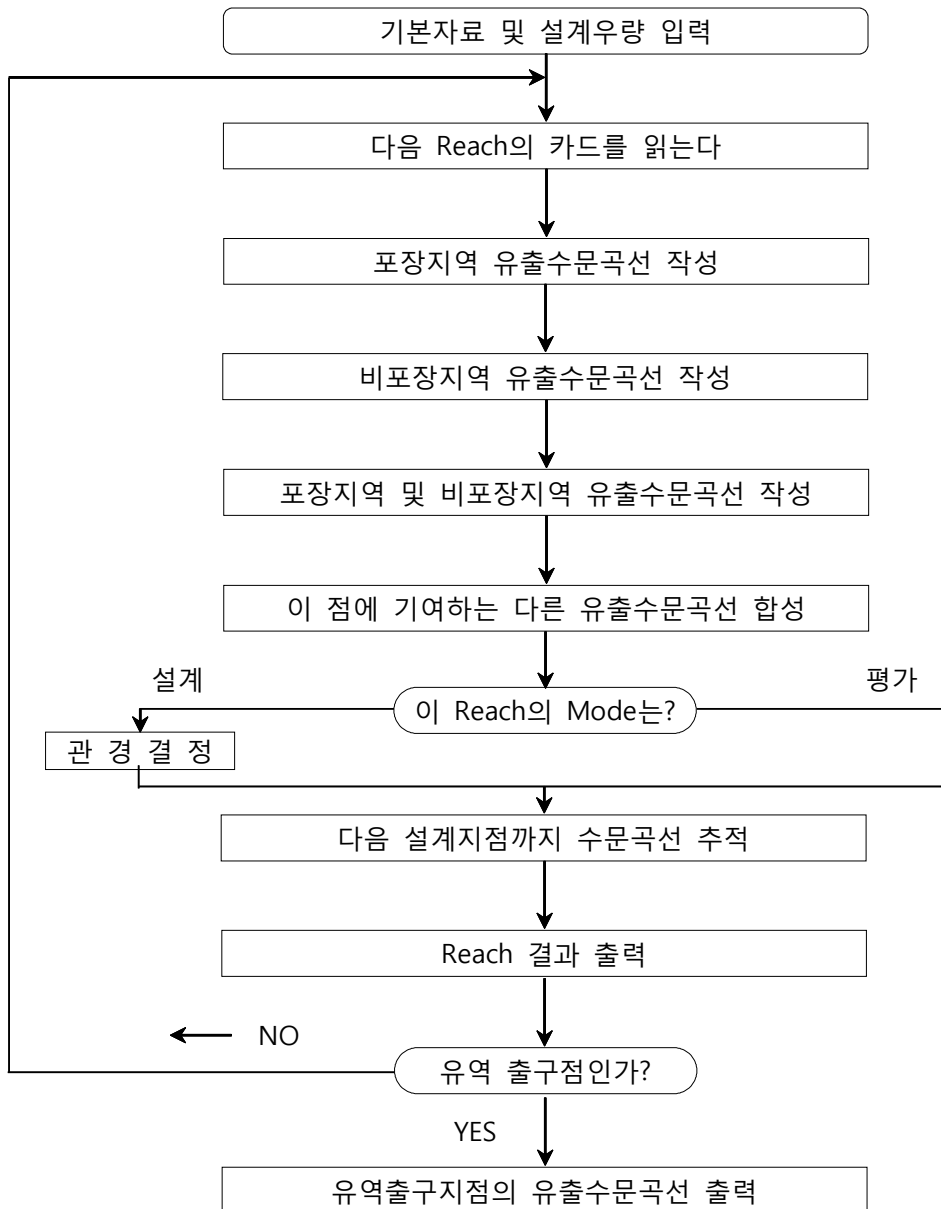 기본자료 및 설계우량 입력
다음 Reach의 카드를 읽는다
포장지역 유출수문곡선 작성
비포장지역 유출수문곡선 작성
포장지역 및 비포장지역 유출수문곡선 작성
이 점에 기여하는 다른 유출수문곡선 합성
설계
평가
이 Reach의 Mode는?
관 경 결 정
다음 설계지점까지 수문곡선 추적
Reach 결과 출력
NO
유역 출구점인가?
YES
유역출구지점의 유출수문곡선 출력